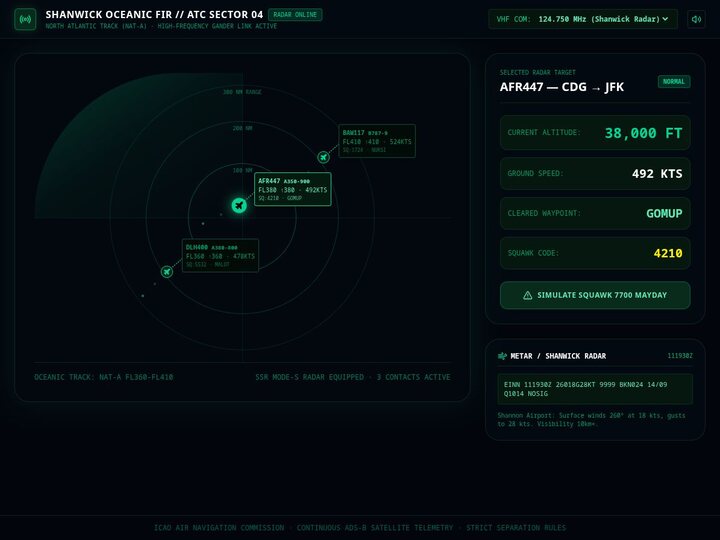 SHANWICK OCEANIC FIR // ATC SECTOR 04
RADAR ONLINE
NORTH ATLANTIC TRACK (NAT-A) · HIGH-FREQUENCY GANDER LINK ACTIVE
VHF COM: 124.750 MHz (Shanwick Radar)
300 NM RANGE
200 NM
100 NM
BAW117 B787-9
FL410 ↑410 · 524KTS
AFR447 A350-900
FL380 ↑380 · 492KTS
SQ:4210 · GOMUP
DLH400 A380-800
FL360 ↑360 · 478KTS
OCEANIC TRACK: NAT-A FL360-FL410
SSR MODE-S RADAR EQUIPPED · 3 CONTACTS ACTIVE
SELECTED RADAR TARGET
AFR447 — CDG → JFK
NORMAL
CURRENT ALTITUDE: 38,000 FT
GROUND SPEED: 492 KTS
CLEARED WAYPOINT: GOMUP
SQUAWK CODE: 4210
SIMULATE SQUAWK 7700 MAYDAY
METAR / SHANWICK RADAR
111930Z
EINN 111930Z 26018G28KT 9999 BKN024 14/09
Q1014 NOSIG
Shannon Airport: Surface winds 260° at 18 kts, gusts
to 28 kts. Visibility 10km+.
ICAO AIR NAVIGATION COMMISSION · CONTINUOUS ADS-B SATELLITE TELEMETRY · STRICT SEPARATION RULES